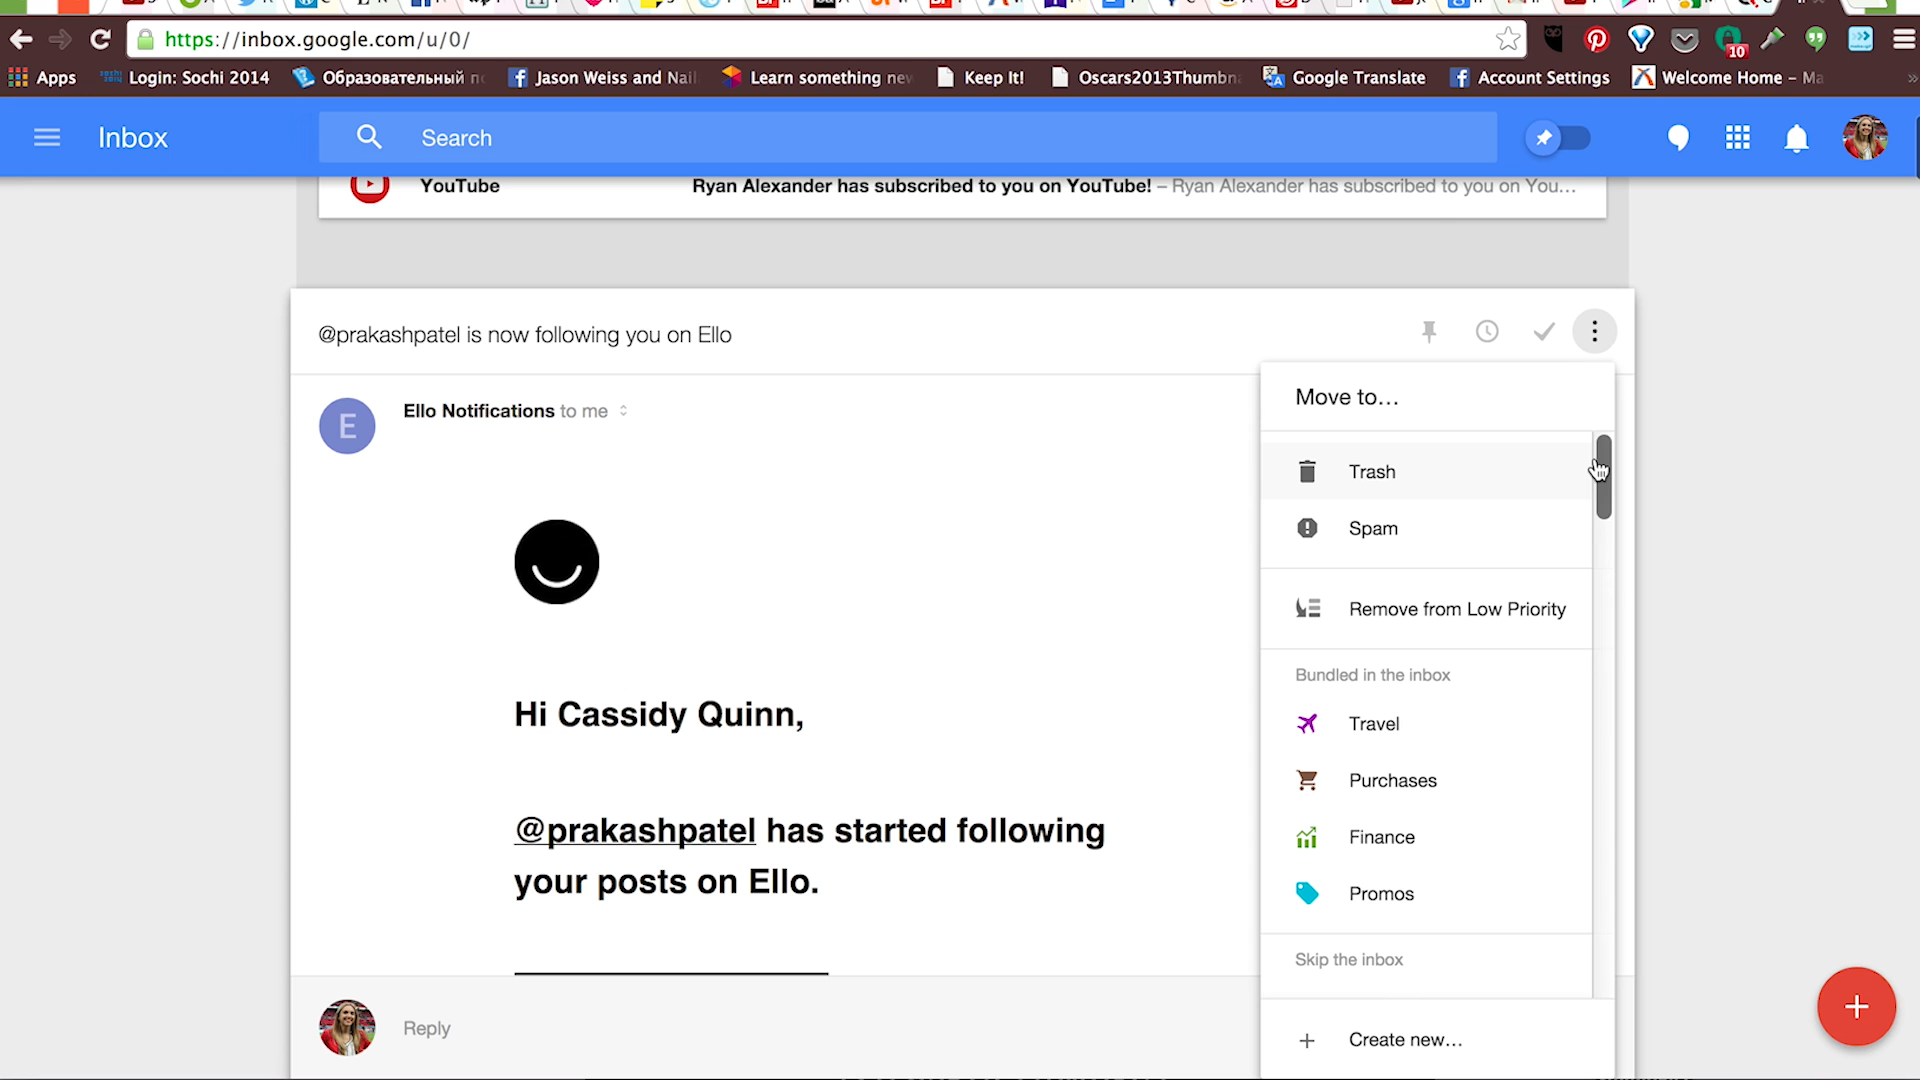 https://inbox.google.com/u/0/
10
Apps
Login: Sochi 2014
Образовательный
Jason Weiss and Nail
Learn something new
Keep It!
Oscars2013Thumbna
Google Translate
Account Settings
Welcome Home - Ma
Inbox
Search
YouTube
Ryan Alexander has subscribed to you on YouTube! – Ryan Alexander has subscribed to you on You...
@prakashpatel is now following you on Ello
Move to...
E
Ello Notifications to me
Trash
Spam
Remove from Low Priority
Bundled in the inbox
Travel
Hi Cassidy Quinn,
Purchases
@prakashpatel has started following
Finance
your posts on Ello.
Promos
Skip the inbox
Reply
Create new...